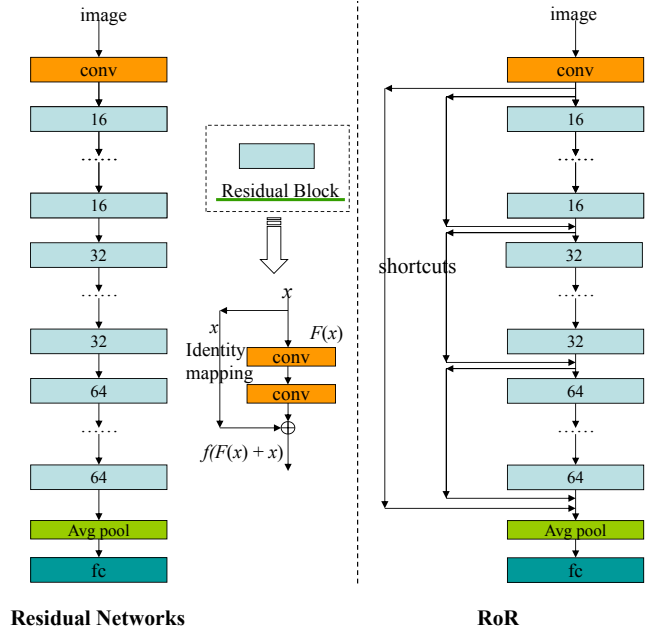 image
conv
16
......
16
32
......
32
64
......
64
Avg pool
fc
Residual Networks
Residual Block
x
x
F(x)
Identity
mapping
conv
conv
f(F(x) + x)
image
conv
16
......
16
shortcuts
32
......
32
64
......
64
Avg pool
fc
RoR